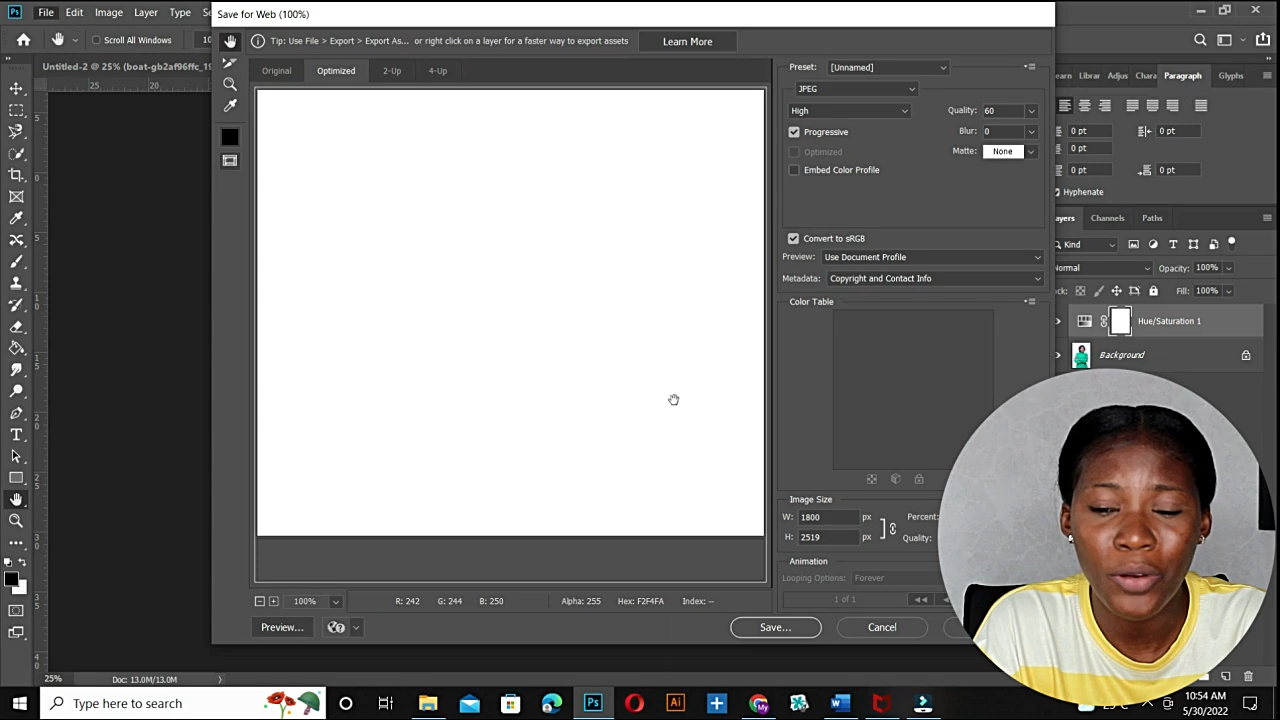 Save for Web (100%)
File Edit Image Layer Type
Scroll All Windows
Tip: Use File > Export > Export As... or right click on a layer for a faster way to export assets
Learn More
Untitled-2 @ 25% (boat-gb2af96ffc_19
Original Optimized 2-Up 4-Up
Preset: [Unnamed]
JPEG
High
Quality: 60
Progressive
Blur: 0
Optimized
Matte: None
Embed Color Profile
Convert to sRGB
Preview: Use Document Profile
Metadata: Copyright and Contact Info
Color Table
Image Size
W: 1800 px Percent:
H: 2519 px Quality:
Animation
Looping Options: Forever
1 of 1
100% R: 242 G: 244 B: 250 Alpha: 255 Hex: F2F4FA Index: --
Preview... Save... Cancel
earn Librar Adjus Chara Paragraph Glyphs
0 pt 0 pt
0 pt
0 pt 0 pt
Hyphenate
ayers Channels Paths
Kind
Normal Opacity: 100%
ock: Fill: 100%
Hue/Saturation 1
Background
25% Doc: 13.0M/13.0M
Type here to search
10:54 AM
5/30/2022